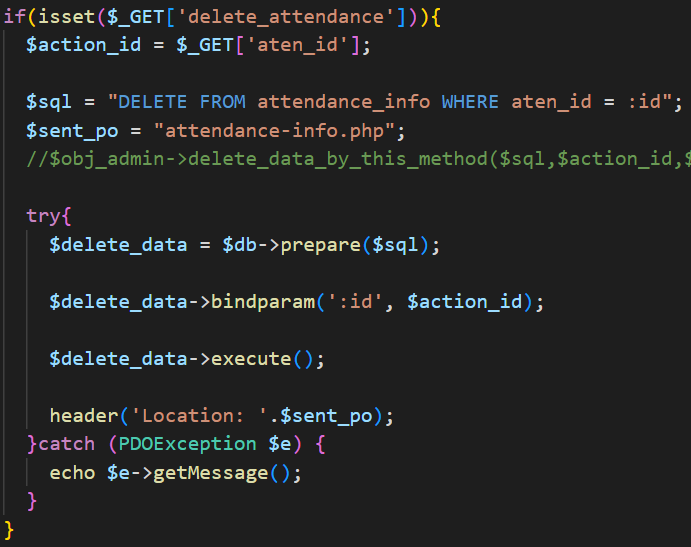 if(isset($_GET['delete_attendance'])){
$action_id = $_GET['aten_id'];
$sql = "DELETE FROM attendance_info WHERE aten_id = :id";
$sent_po = "attendance-info.php";
//$obj_admin->delete_data_by_this_method($sql,$action_id,$
try{
$delete_data = $db->prepare($sql);
$delete_data->bindparam(':id', $action_id);
$delete_data->execute();
header('Location: '.$sent_po);
}catch (PDOException $e) {
echo $e->getMessage();
}
}